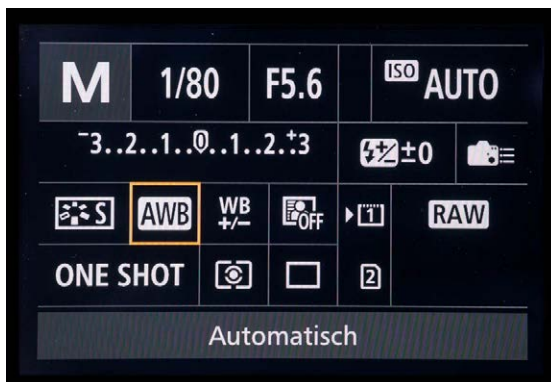 M 1/80 F5.6 ISO AUTO
-3..2..1..0..1..2.+3 ±0
S AWB WB +/- OFF 1 RAW
ONE SHOT 2
Automatisch